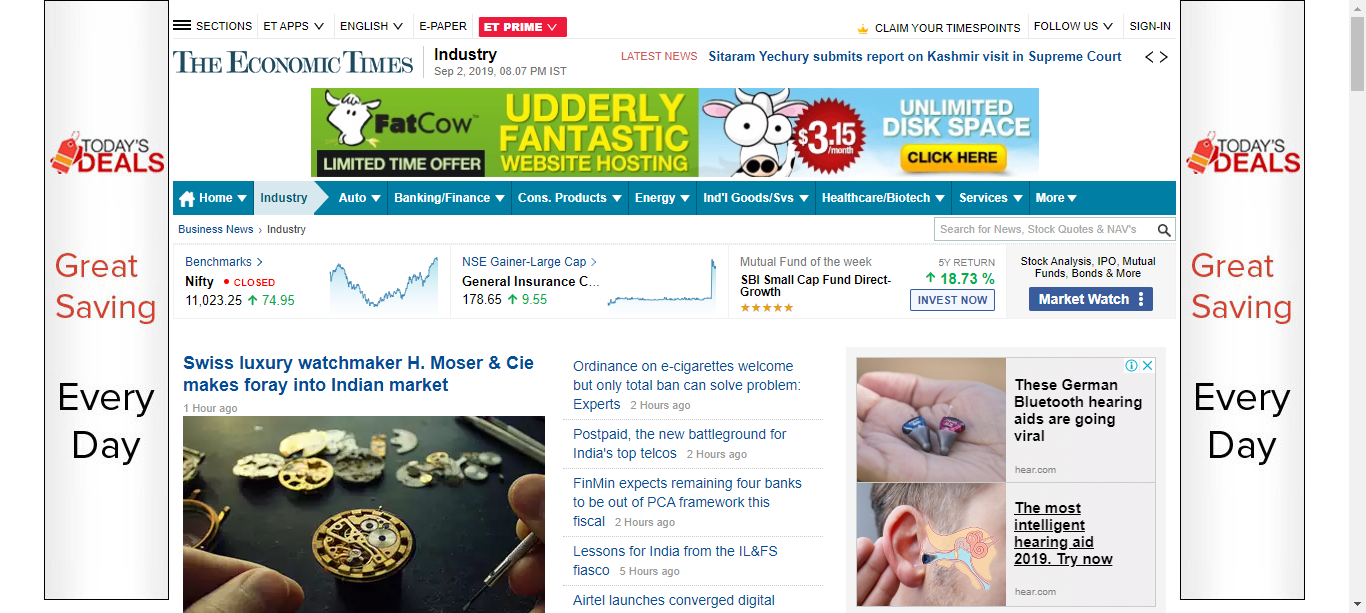 SECTIONS ET APPS ENGLISH E-PAPER ET PRIME CLAIM YOUR TIMESPOINTS FOLLOW US SIGN-IN
THE ECONOMIC TIMES
Industry
Sep 2, 2019, 08.07 PM IST
LATEST NEWS Sitaram Yechury submits report on Kashmir visit in Supreme Court
TODAY'S
DEALS
Great
Saving
Every
Day
FatCow™
LIMITED TIME OFFER
UDDERLY
FANTASTIC
WEBSITE HOSTING
$3.15
/month
UNLIMITED
DISK SPACE
CLICK HERE
Home Industry Auto Banking/Finance Cons. Products Energy Ind'l Goods/Svs Healthcare/Biotech Services More
Business News › Industry
Search for News, Stock Quotes & NAV's
Benchmarks
Nifty CLOSED
11,023.25 74.95
NSE Gainer-Large Cap
General Insurance C...
178.65 9.55
Mutual Fund of the week
SBI Small Cap Fund Direct-
Growth
★★★★★
5Y RETURN
18.73 %
INVEST NOW
Stock Analysis, IPO, Mutual
Funds, Bonds & More
Market Watch
Swiss luxury watchmaker H. Moser & Cie
makes foray into Indian market
1 Hour ago
Ordinance on e-cigarettes welcome
but only total ban can solve problem:
Experts 2 Hours ago
Postpaid, the new battleground for
India's top telcos 2 Hours ago
FinMin expects remaining four banks
to be out of PCA framework this
fiscal 2 Hours ago
Lessons for India from the IL&FS
fiasco 5 Hours ago
Airtel launches converged digital
These German
Bluetooth hearing
aids are going
viral
hear.com
The most
intelligent
hearing aid
2019. Try now
hear.com
TODAY'S
DEALS
Great
Saving
Every
Day